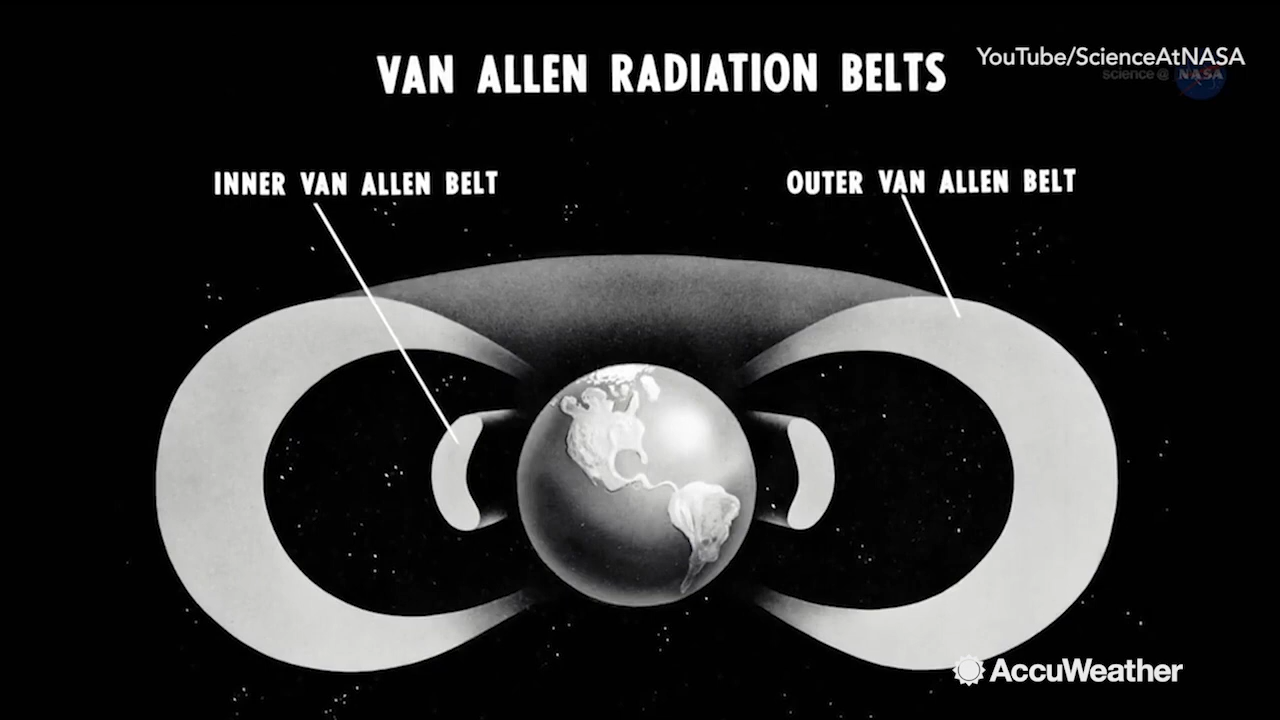 YouTube/ScienceAtNASA
VAN ALLEN RADIATION BELTS
science@ NASA
INNER VAN ALLEN BELT
OUTER VAN ALLEN BELT
AccuWeather